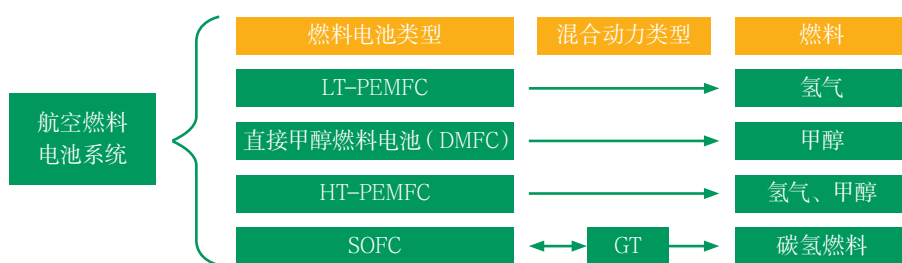 航空燃料
电池系统
燃料电池类型
混合动力类型
燃料
LT-PEMFC
氢气
直接甲醇燃料电池(DMFC)
甲醇
HT-PEMFC
氢气、甲醇
SOFC
GT
碳氢燃料